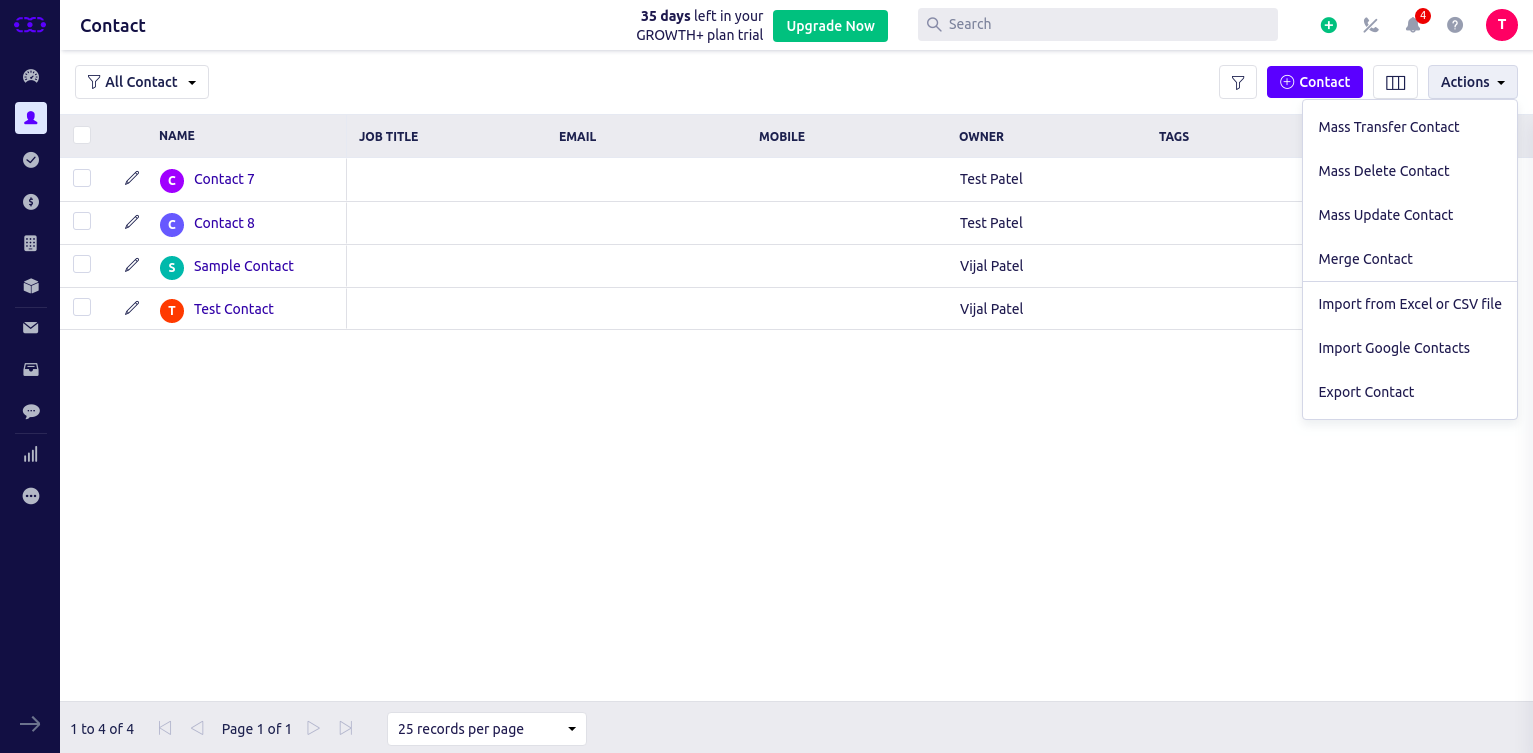 Contact
35 days left in your
GROWTH+ plan trial
Upgrade Now
Search
4
T
All Contact
Contact
Actions
NAME
JOB TITLE
EMAIL
MOBILE
OWNER
TAGS
C Contact 7 Test Patel
C Contact 8 Test Patel
S Sample Contact Vijal Patel
T Test Contact Vijal Patel
Mass Transfer Contact
Mass Delete Contact
Mass Update Contact
Merge Contact
Import from Excel or CSV file
Import Google Contacts
Export Contact
1 to 4 of 4
Page 1 of 1
25 records per page